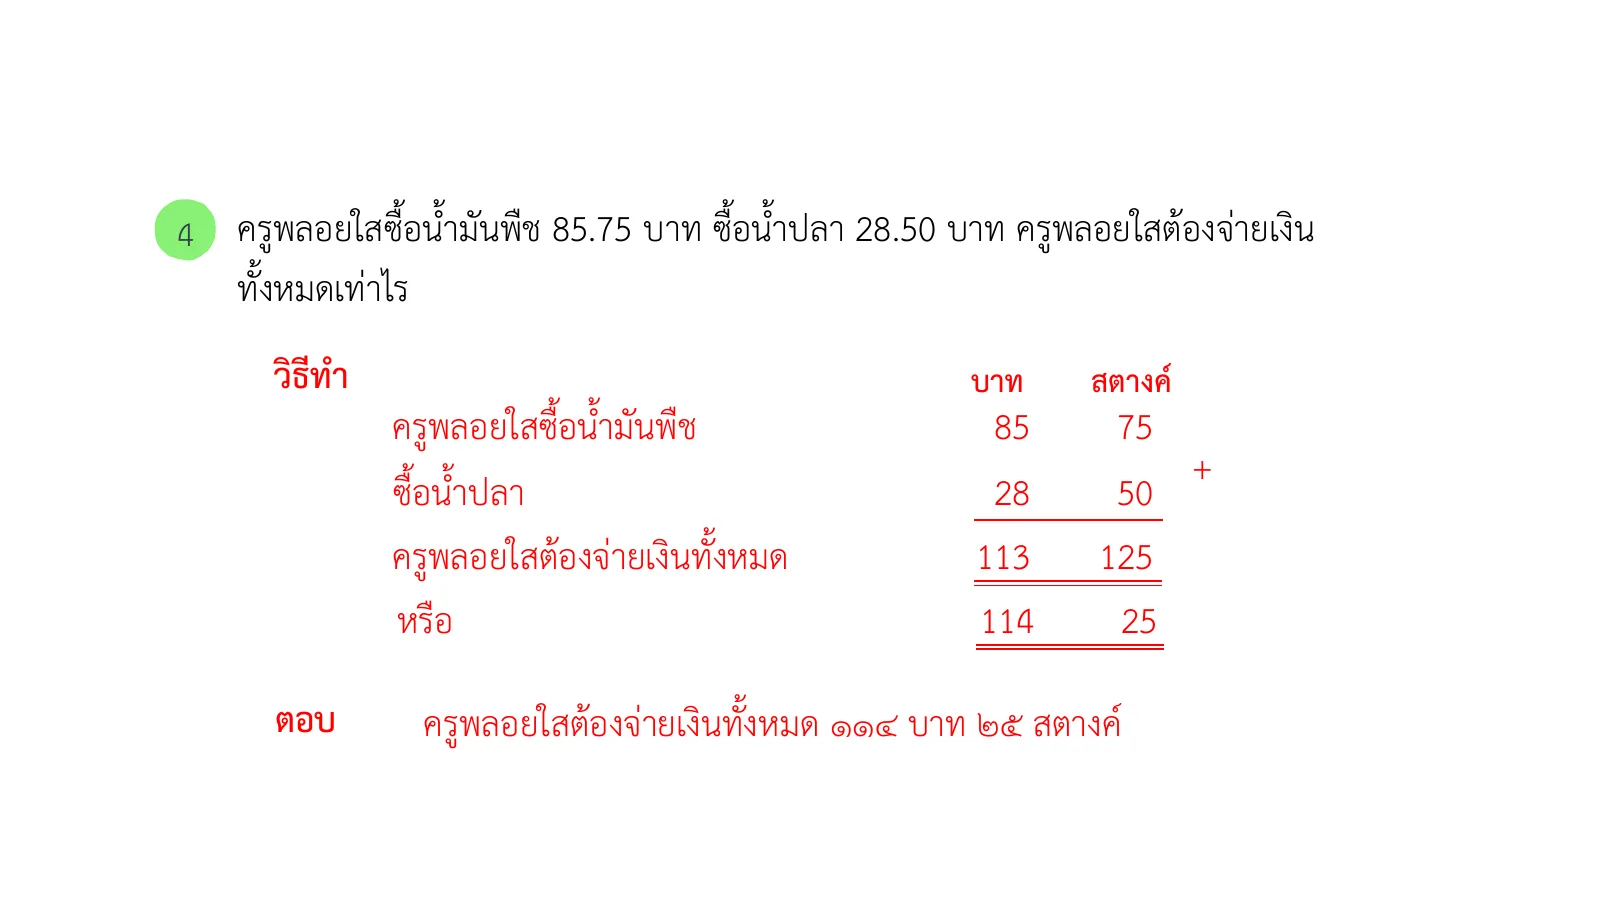 4 ครูพลอยใสซื้อน้ำมันพืช 85.75 บาท ซื้อน้ำปลา 28.50 บาท ครูพลอยใสต้องจ่ายเงิน
ทั้งหมดเท่าไร
วิธีทำ บาท สตางค์
ครูพลอยใสซื้อน้ำมันพืช 85 75
+
ซื้อน้ำปลา 28 50
ครูพลอยใสต้องจ่ายเงินทั้งหมด 113 125
หรือ 114 25
ตอบ ครูพลอยใสต้องจ่ายเงินทั้งหมด ๑๑๔ บาท ๒๕ สตางค์